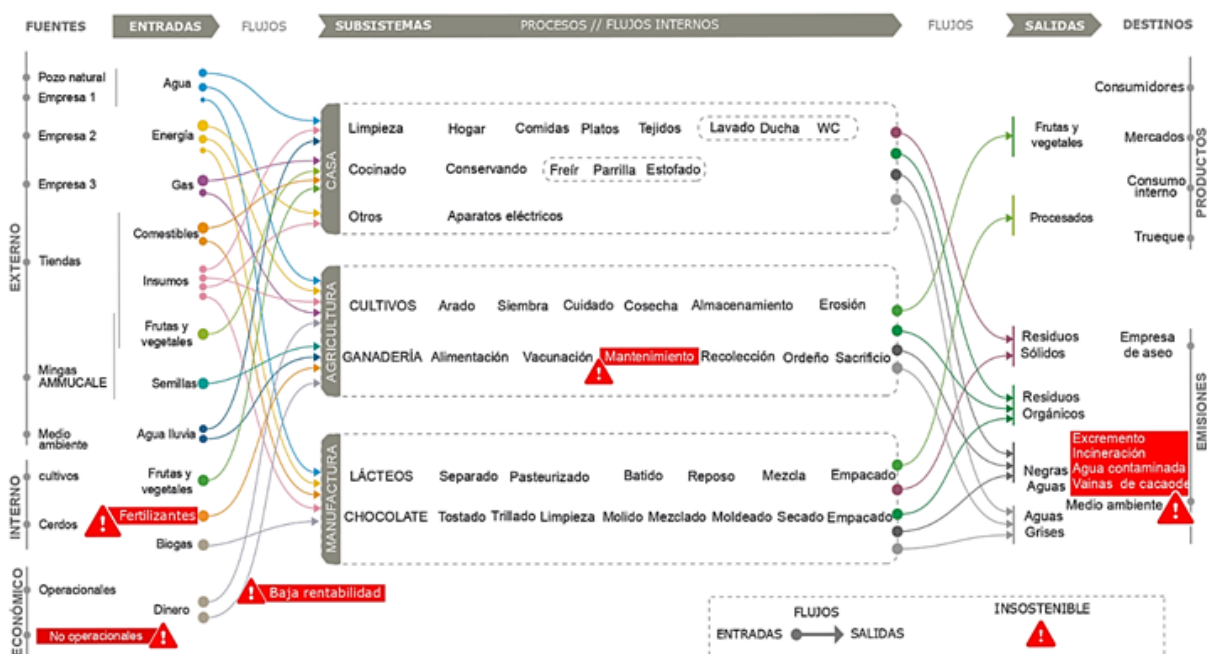 FUENTES
ENTRADAS
FLUJOS
SUBSISTEMAS
PROCESOS // FLUJOS INTERNOS
FLUJOS
SALIDAS
DESTINOS
EXTERNO
Pozo natural
Empresa 1
Empresa 2
Empresa 3
Tiendas
Mingas
AMMUCALE
Medio
ambiente
INTERNO
cultivos
Cerdos
ECONÓMICO
Operacionales
No operacionales
Agua
Energía
Gas
Comestibles
Insumos
Frutas y
vegetales
Semillas
Agua lluvia
Frutas y
vegetales
Fertilizantes
Biogas
Dinero
Baja rentabilidad
CASA
Limpieza Hogar Comidas Platos Tejidos Lavado Ducha WC
Cocinado Conservando Freír Parrilla Estofado
Otros Aparatos eléctricos
AGRICULTURA
CULTIVOS Arado Siembra Cuidado Cosecha Almacenamiento Erosión
GANADERÍA Alimentación Vacunación Mantenimiento Recolección Ordeño Sacrificio
MANUFACTURA
LÁCTEOS Separado Pasteurizado Batido Reposo Mezcla Empacado
CHOCOLATE Tostado Trillado Limpieza Molido Mezclado Moldeado Secado Empacado
Frutas y
vegetales
Procesados
Residuos
Sólidos
Residuos
Orgánicos
Negras
Aguas
Aguas
Grises
Consumidores
Mercados
Consumo
interno
Trueque
PRODUCTOS
Empresa
de aseo
EMISIONES
Excremento
Incineración
Agua contaminada
Vainas de cacaode
Medio ambiente
FLUJOS
ENTRADAS SALIDAS
INSOSTENIBLE